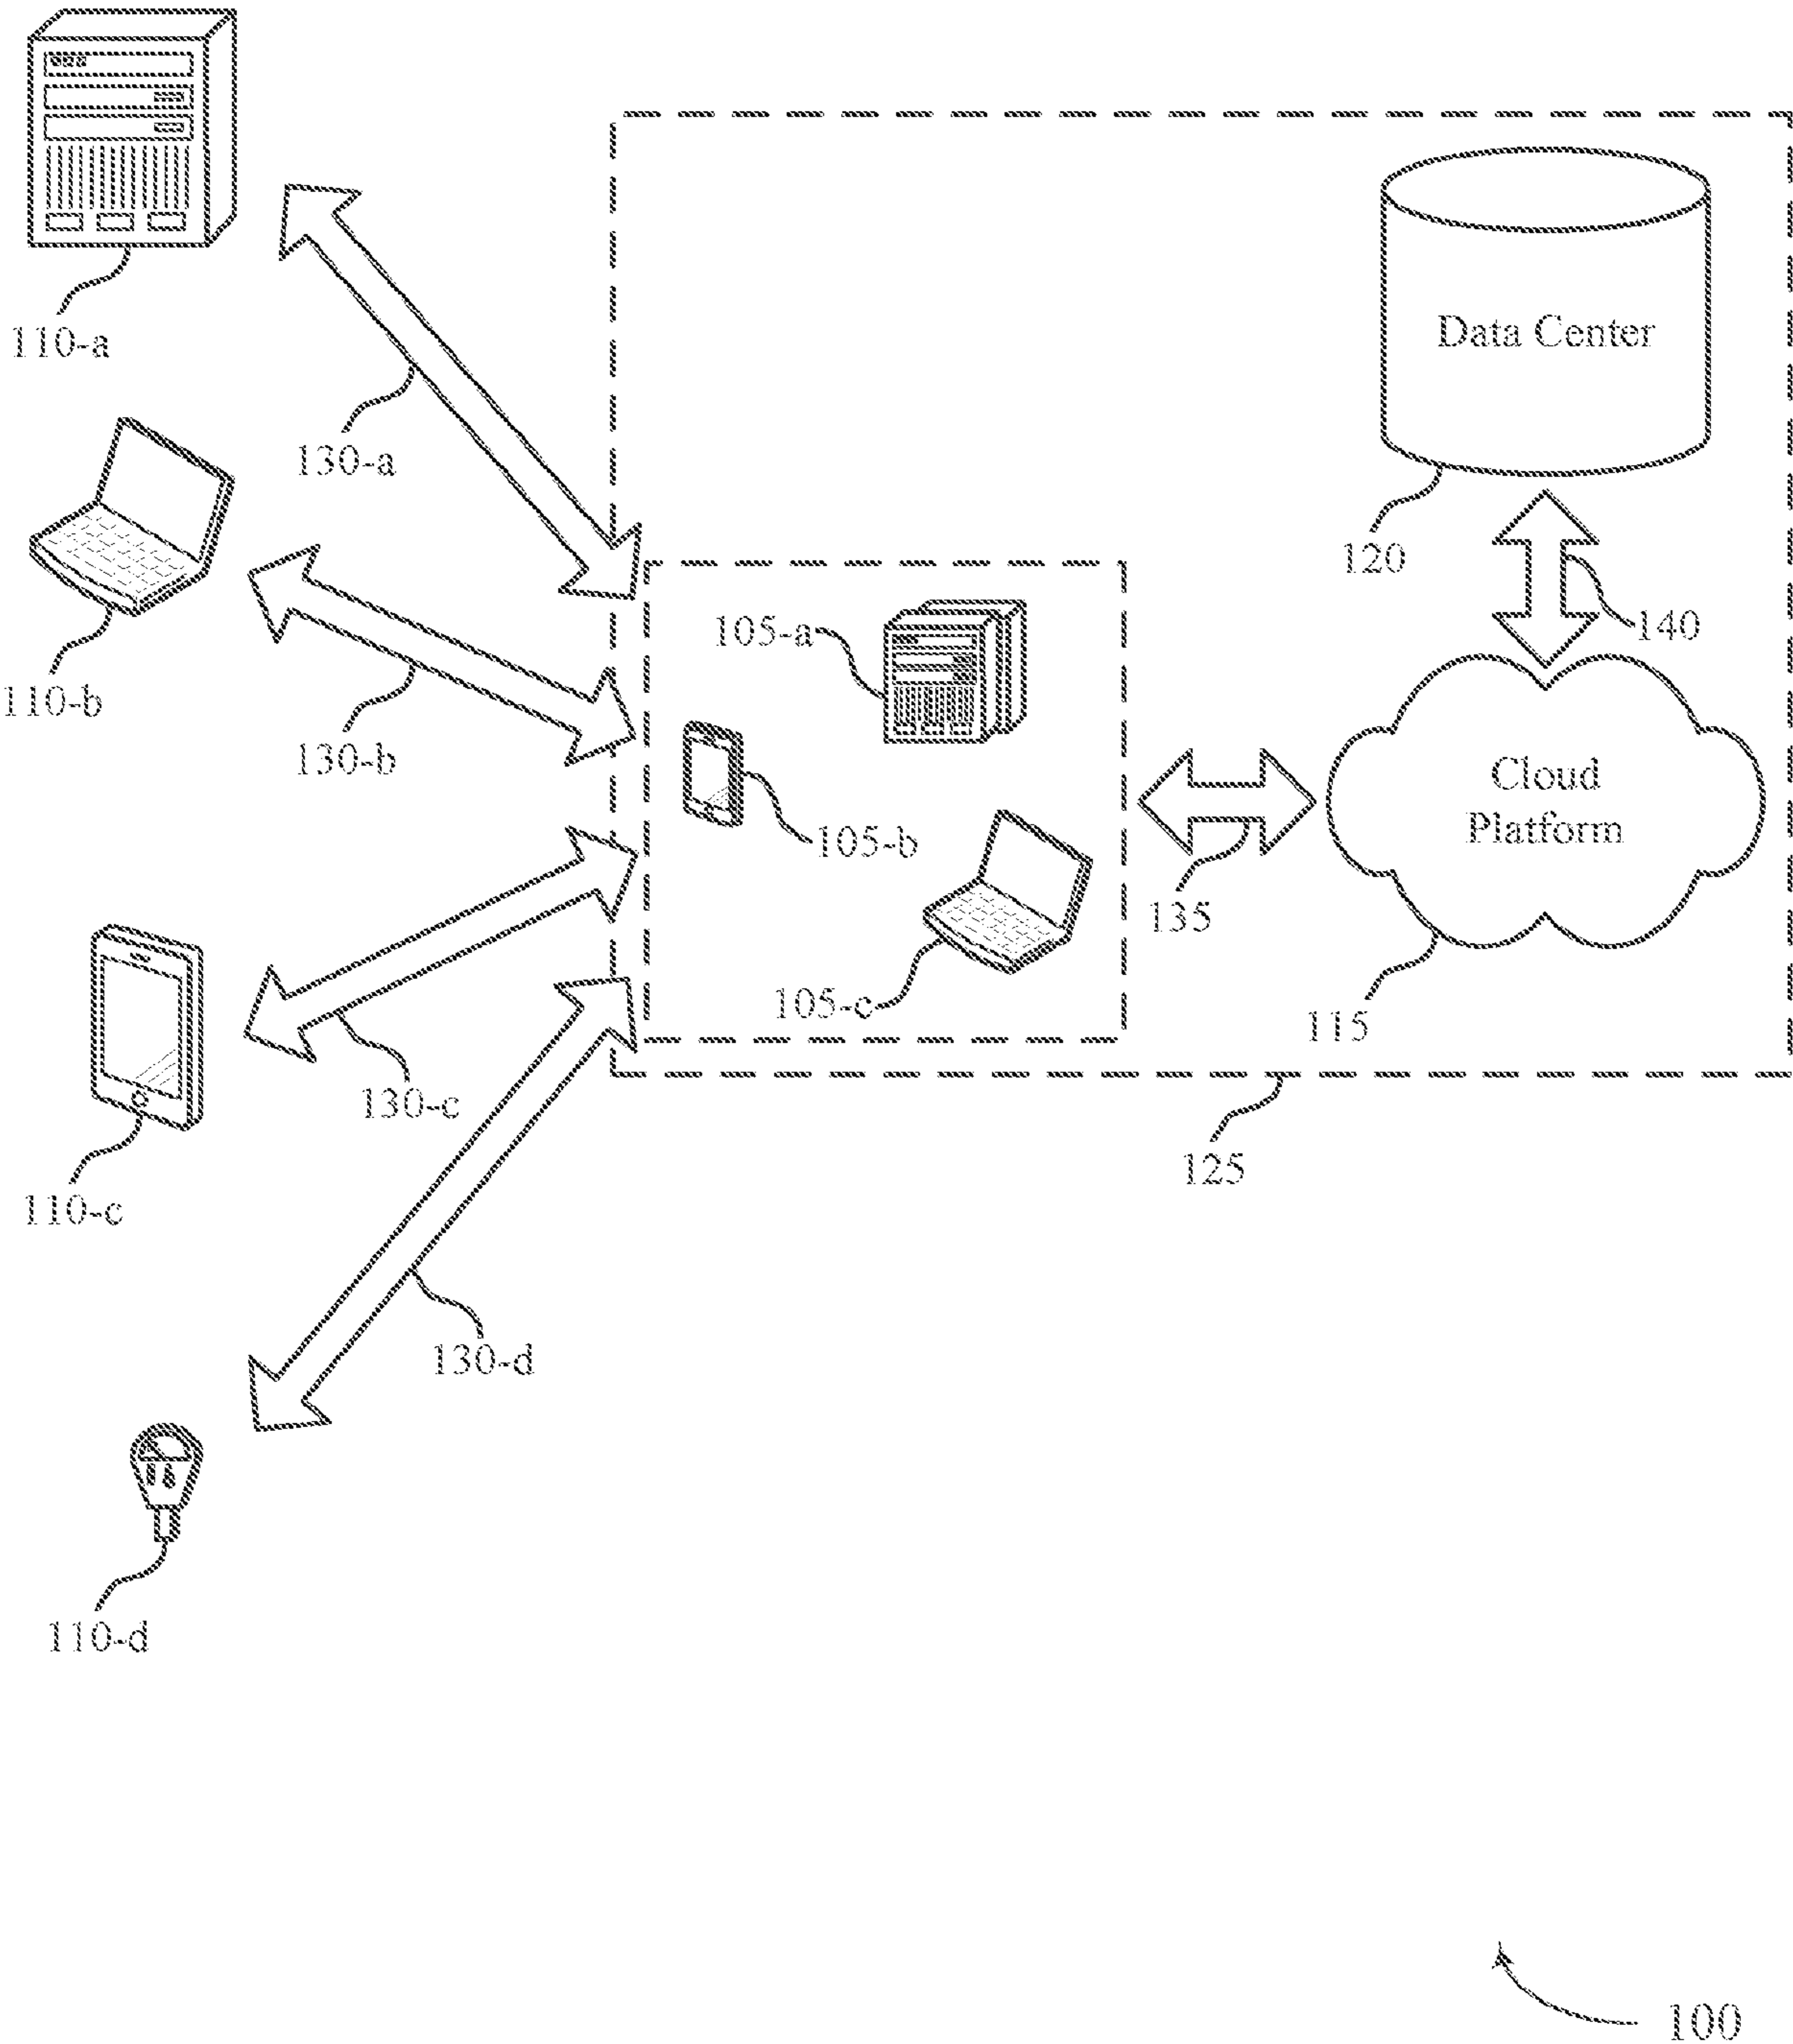 110-a
130-a
Data Center
120
140
110-b
130-b
105-a
105-b
105-c
135
Cloud
Platform
115
110-c
130-c
125
130-d
110-d
100